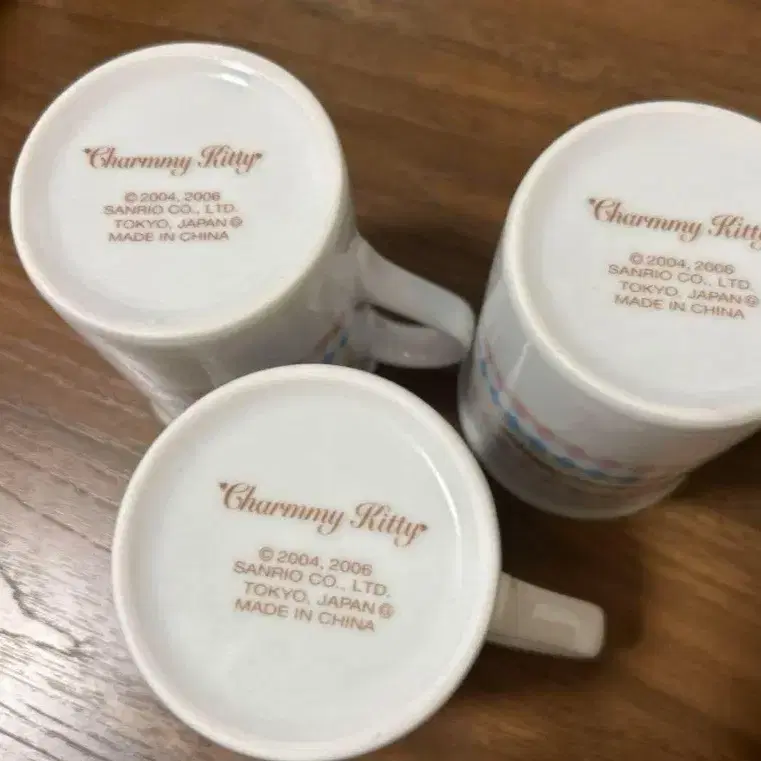 Charmmy Kitty
© 2004, 2006
SANRIO CO., LTD.
TOKYO, JAPAN Ⓖ
MADE IN CHINA
Charmmy Kitty
© 2004, 2006
SANRIO CO., LTD.
TOKYO, JAPAN Ⓖ
MADE IN CHINA
Charmmy Kitty
© 2004, 2006
SANRIO CO., LTD.
TOKYO, JAPAN Ⓖ
MADE IN CHINA